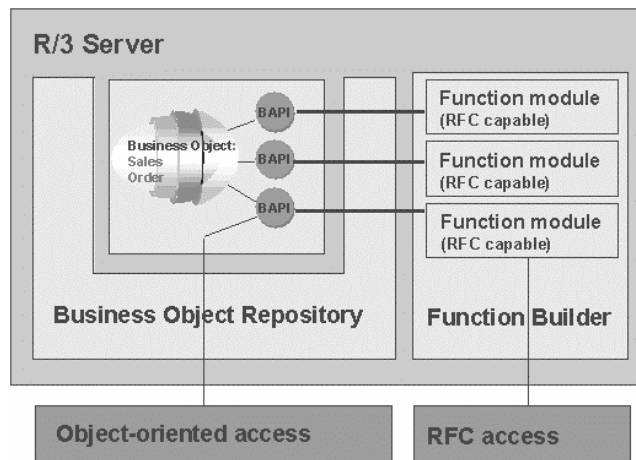 R/3 Server
Business Object:
Sales
Order
BAPI
BAPI
BAPI
Function module
(RFC capable)
Function module
(RFC capable)
Function module
(RFC capable)
Business Object Repository
Function Builder
Object-oriented access
RFC access